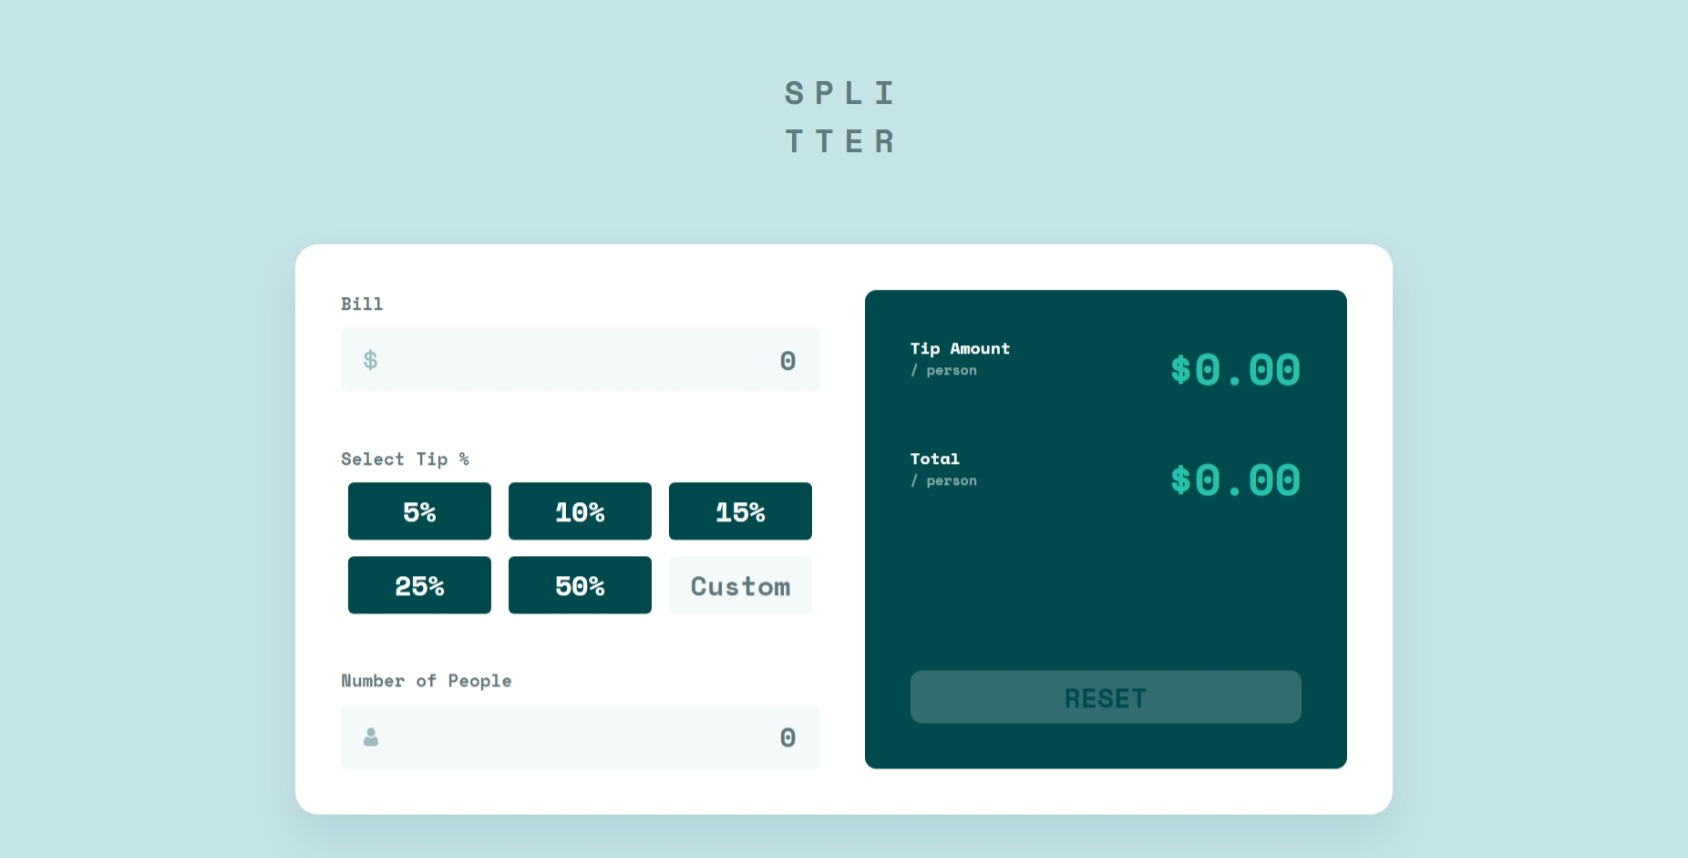 SPLI
TTER
Bill
$ 0
Select Tip %
5% 10% 15%
25% 50% Custom
Number of People
0
Tip Amount
/ person
$0.00
Total
/ person
$0.00
RESET